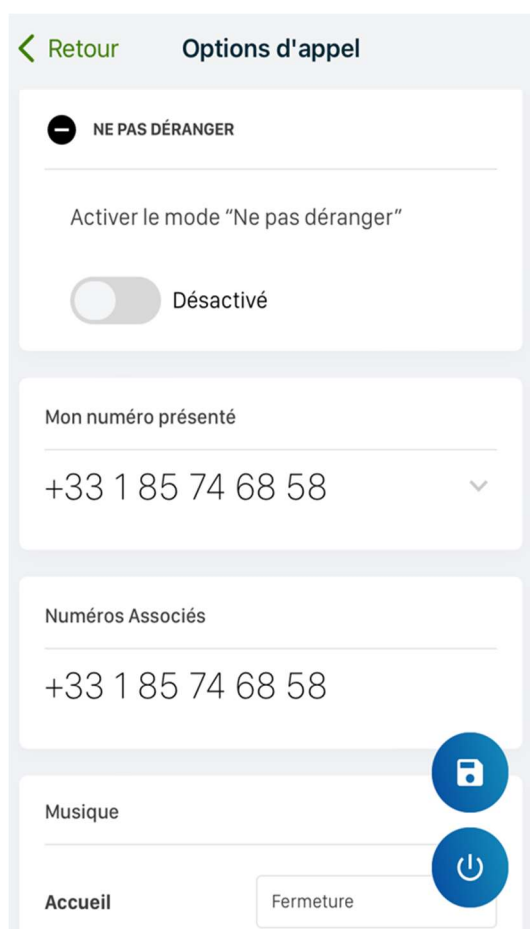 Retour Options d'appel
NE PAS DÉRANGER
Activer le mode “Ne pas déranger”
Désactivé
Mon numéro présenté
+33 1 85 74 68 58
Numéros Associés
+33 1 85 74 68 58
Musique
Accueil Fermeture